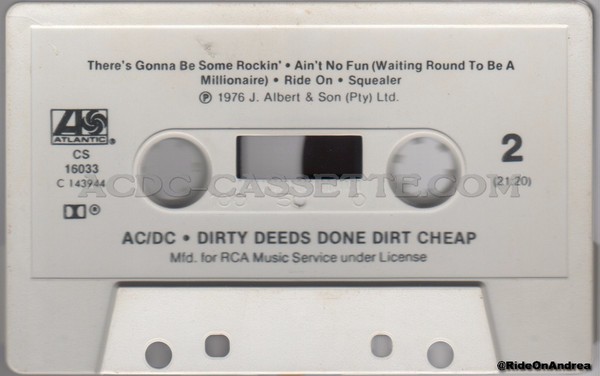 There's Gonna Be Some Rockin' • Ain't No Fun (Waiting Round To Be A
Millionaire) • Ride On • Squealer
℗ 1976 J. Albert & Son (Pty) Ltd.
ATLANTIC
CS
16033
C 143944
2
(21:20)
ACDC-CASSETTE.COM
AC/DC • DIRTY DEEDS DONE DIRT CHEAP
Mfd. for RCA Music Service under License
@RideOnAndrea